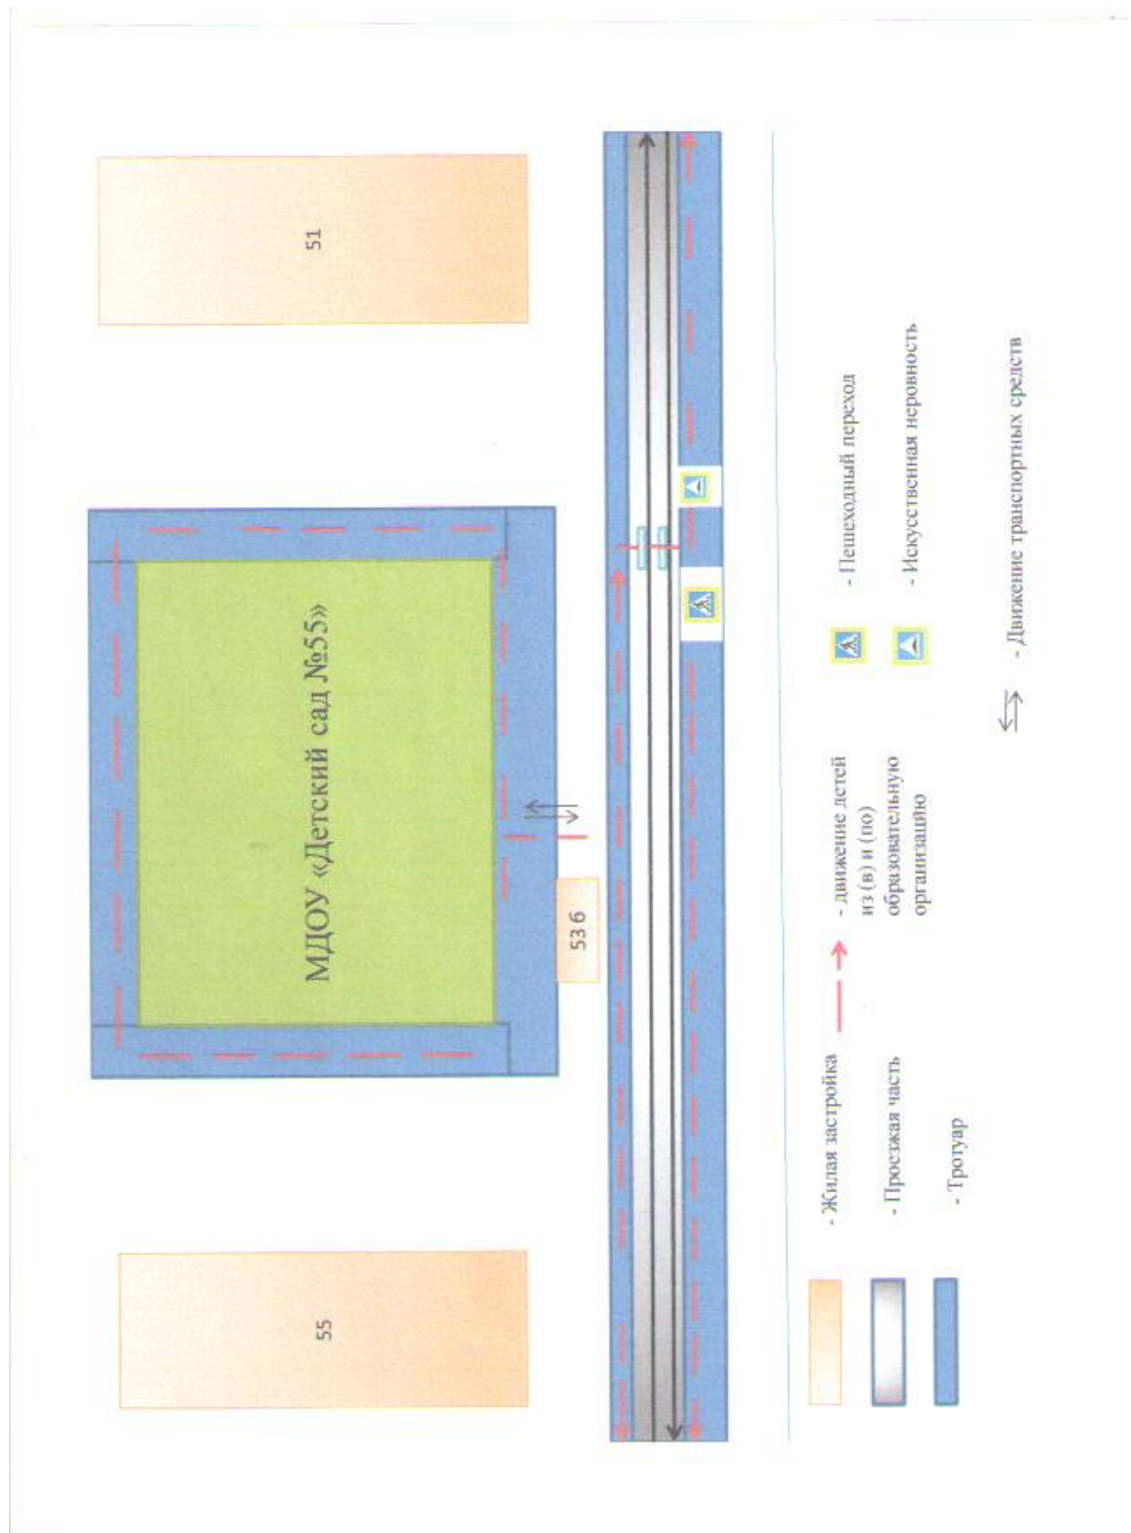 55
МДОУ «Детский сад №55»
51
53 б
- Жилая застройка
- Проезжая часть
- Тротуар
- движение детей
из (в) и (по)
образовательную
организацию
- Пешеходный переход
- Искусственная неровность
- Движение транспортных средств